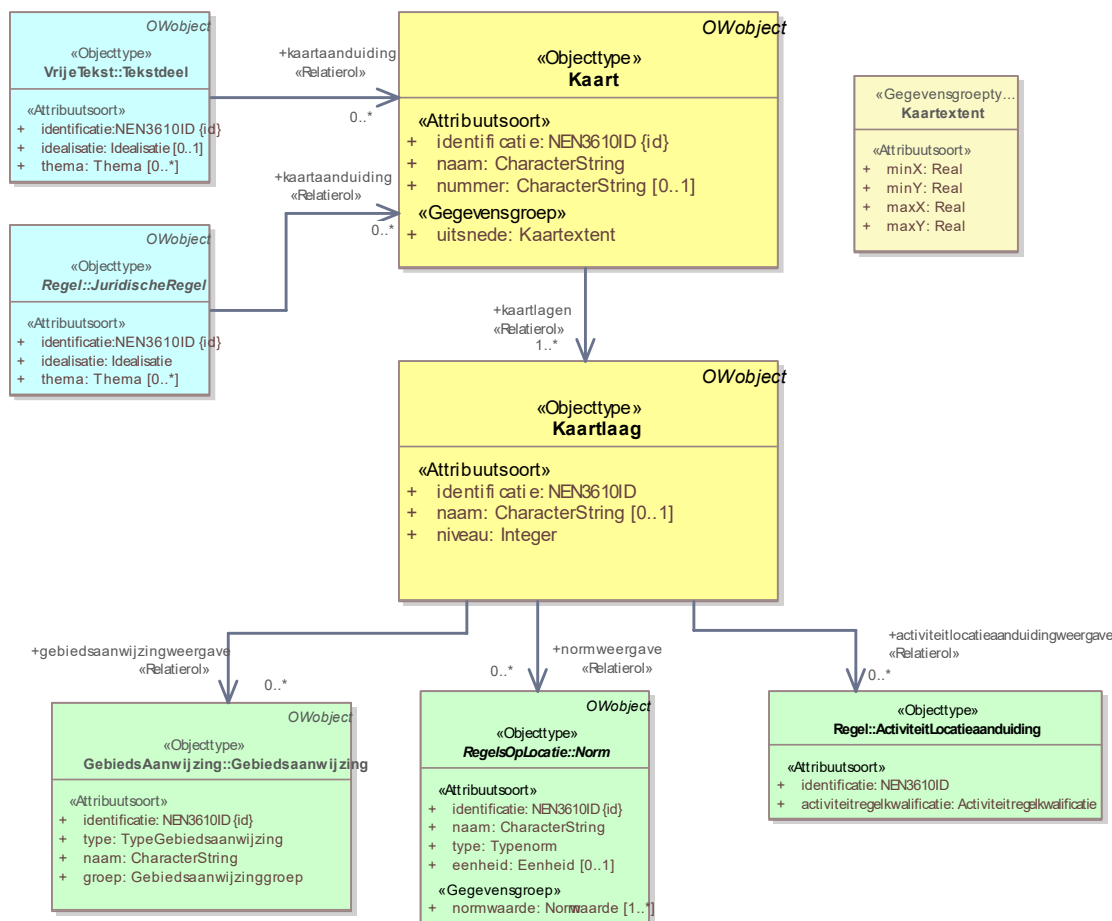 OWobject
«Objecttype»
VrijeTekst::Tekstdeel
«Attribuutsoort»
+ identificatie:NEN3610ID {id}
+ idealisatie: Idealisatie [0..1]
+ thema: Thema [0..*]
+kaartaanduiding
«Relatierol»
0..*
OWobject
«Objecttype»
Kaart
«Attribuutsoort»
+ identificatie: NEN3610ID {id}
+ naam: CharacterString
+ nummer: CharacterString [0..1]
«Gegevensgroep»
+ uitsnede: Kaartextent
«Gegevensgroepty...
Kaartextent
«Attribuutsoort»
+ minX: Real
+ minY: Real
+ maxX: Real
+ maxY: Real
+kaartaanduiding
«Relatierol»
0..*
OWobject
«Objecttype»
Regel::JuridischeRegel
«Attribuutsoort»
+ identificatie:NEN3610ID {id}
+ idealisatie: Idealisatie
+ thema: Thema [0..*]
+kaartlagen
«Relatierol»
1..*
OWobject
«Objecttype»
Kaartlaag
«Attribuutsoort»
+ identificatie: NEN3610ID
+ naam: CharacterString [0..1]
+ niveau: Integer
+gebiedsaanwijzingweergave
«Relatierol»
0..*
+normweergave
«Relatierol»
0..*
+activiteitlocatieaanduidingweergave
«Relatierol»
0..*
OWobject
«Objecttype»
GebiedsAanwijzing::Gebiedsaanwijzing
«Attribuutsoort»
+ identificatie: NEN3610ID {id}
+ type: TypeGebiedsaanwijzing
+ naam: CharacterString
+ groep: Gebiedsaanwijzinggroep
OWobject
«Objecttype»
RegelsOpLocatie::Norm
«Attribuutsoort»
+ identificatie: NEN3610ID {id}
+ naam: CharacterString
+ type: Typenorm
+ eenheid: Eenheid [0..1]
«Gegevensgroep»
+ normwaarde: Normwaarde [1..*]
«Objecttype»
Regel::ActiviteitLocatieaanduiding
«Attribuutsoort»
+ identificatie: NEN3610ID
+ activiteitregelkwalificatie: Activiteitregelkwalificatie